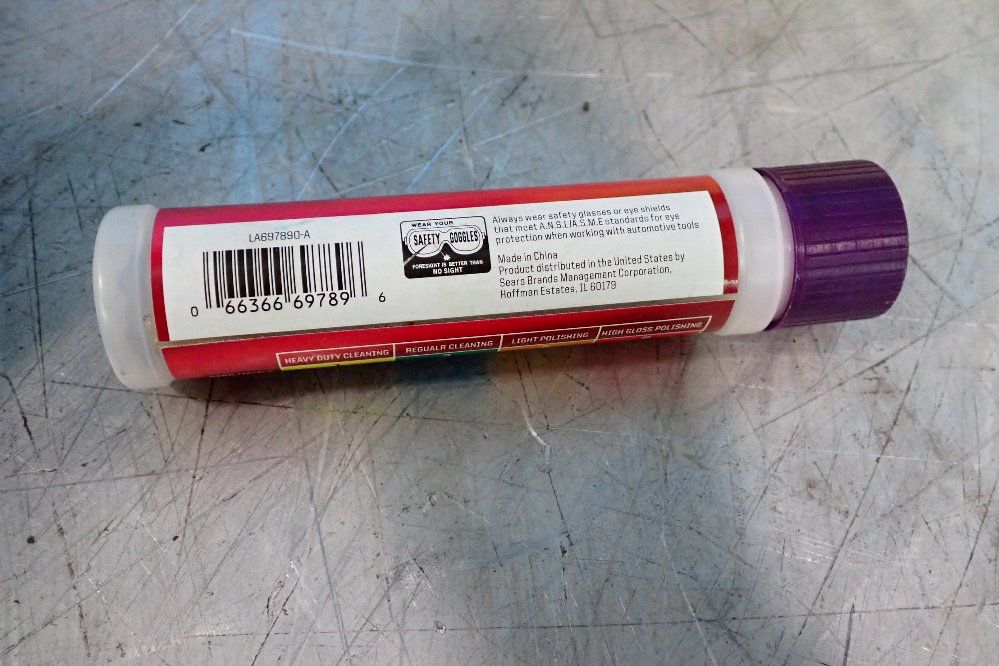 LA697890-A
0 66366 69789 6
WEAR YOUR
SAFETY GOGGLES
FORESIGHT IS BETTER THAN
NO SIGHT
Always wear safety glasses or eye shields
that meet A.N.S.I./A.S.M.E standards for eye
protection when working with automotive tools
Made in China
Product distributed in the United States by
Sears Brands Management Corporation,
Hoffman Estates, IL 60179
HEAVY DUTY CLEANING REGUALR CLEANING LIGHT POLISHING HIGH GLOSS POLISHING